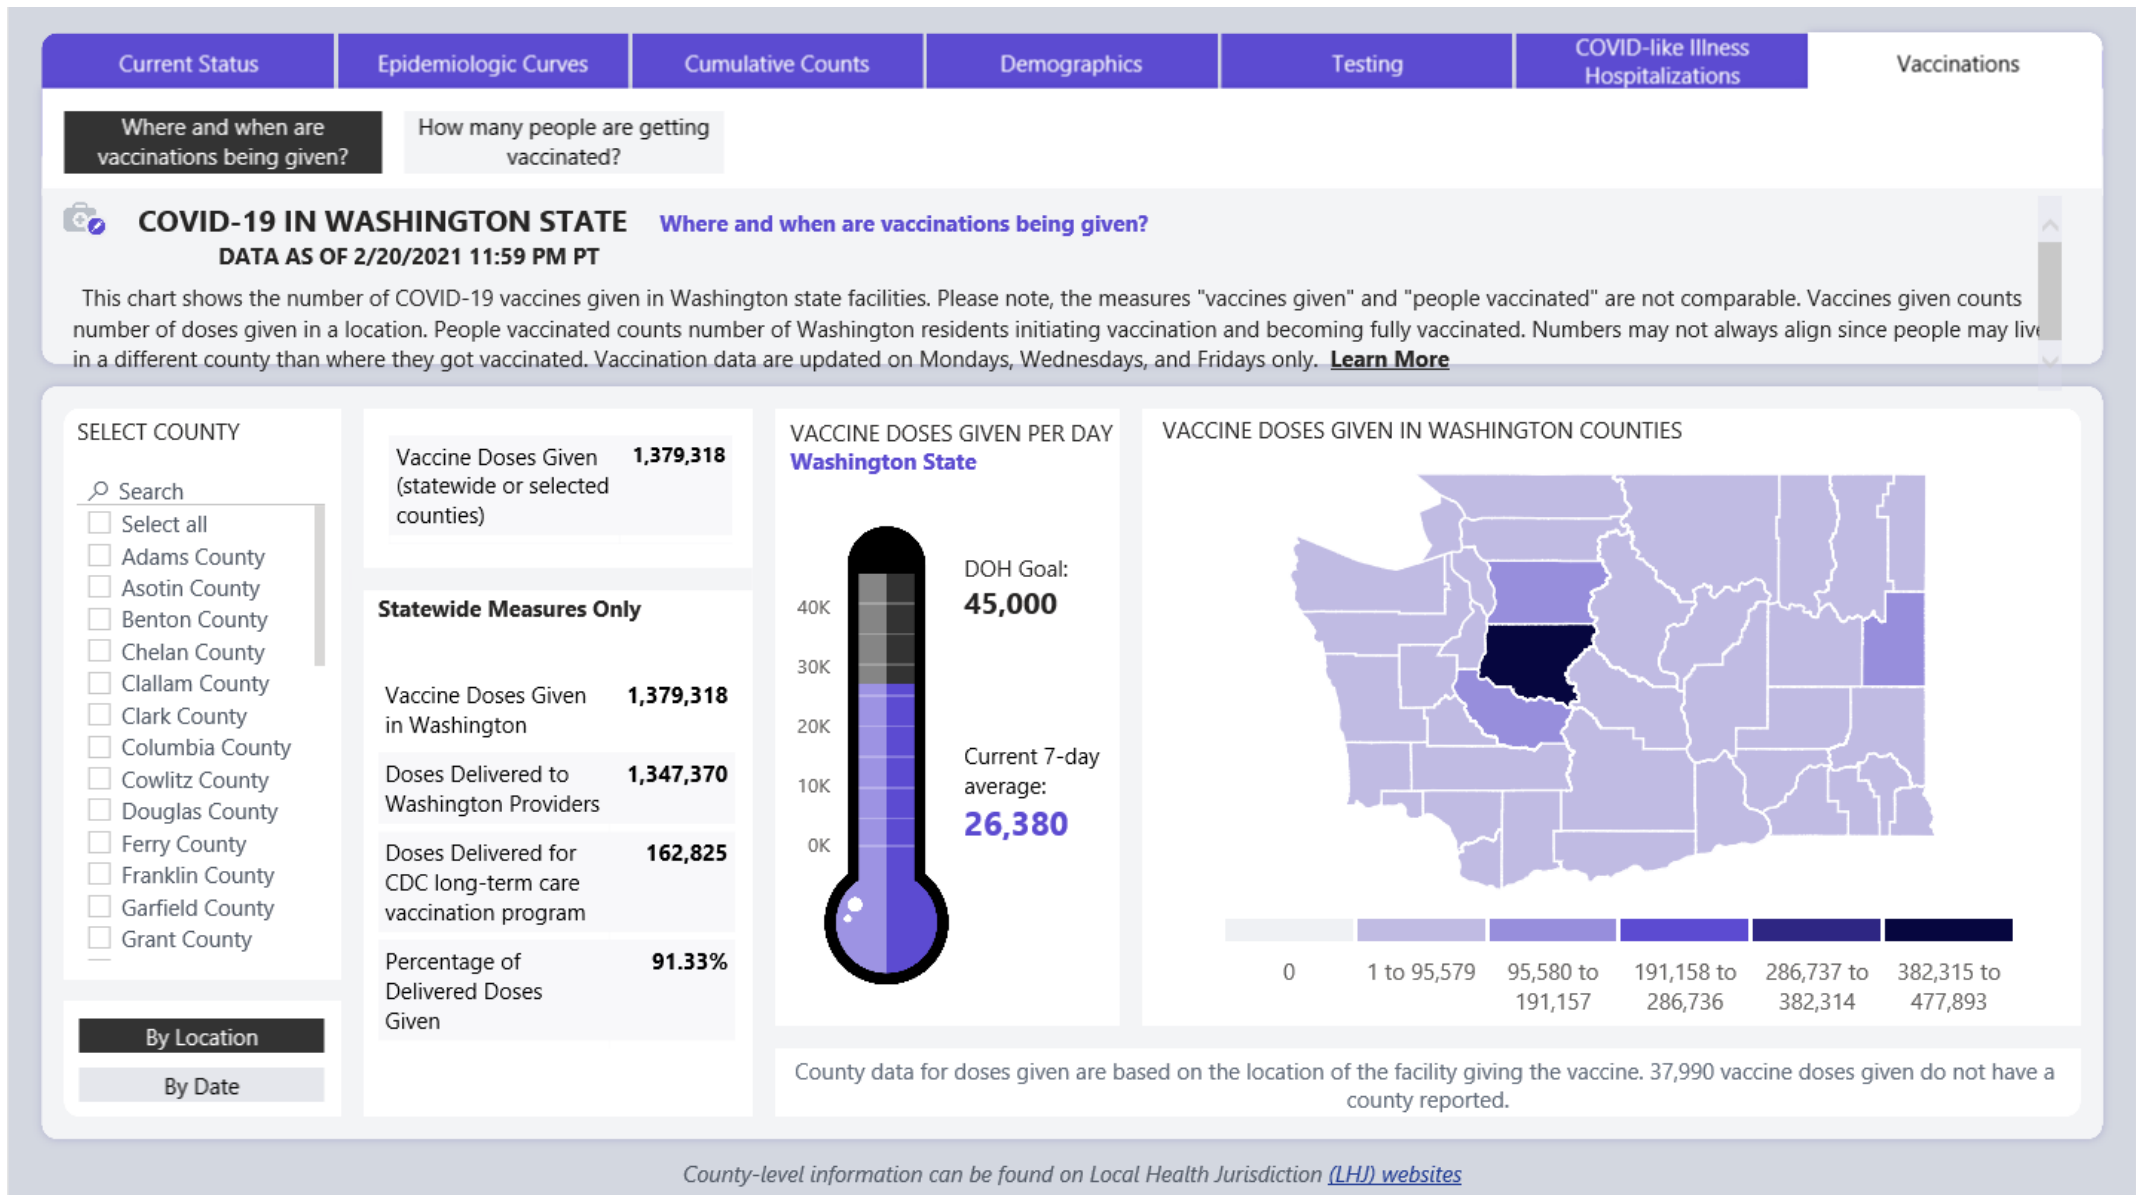 Current Status
Epidemiologic Curves
Cumulative Counts
Demographics
Testing
COVID-like Illness
Hospitalizations
Vaccinations
Where and when are
vaccinations being given?
How many people are getting
vaccinated?
COVID-19 IN WASHINGTON STATE
Where and when are vaccinations being given?
DATA AS OF 2/20/2021 11:59 PM PT
This chart shows the number of COVID-19 vaccines given in Washington state facilities. Please note, the measures "vaccines given" and "people vaccinated" are not comparable. Vaccines given counts
number of doses given in a location. People vaccinated counts number of Washington residents initiating vaccination and becoming fully vaccinated. Numbers may not always align since people may live
in a different county than where they got vaccinated. Vaccination data are updated on Mondays, Wednesdays, and Fridays only. Learn More
SELECT COUNTY
Search
Select all
Adams County
Asotin County
Benton County
Chelan County
Clallam County
Clark County
Columbia County
Cowlitz County
Douglas County
Ferry County
Franklin County
Garfield County
Grant County
By Location
By Date
Vaccine Doses Given 1,379,318
(statewide or selected
counties)
Statewide Measures Only
Vaccine Doses Given 1,379,318
in Washington
Doses Delivered to 1,347,370
Washington Providers
Doses Delivered for 162,825
CDC long-term care
vaccination program
Percentage of 91.33%
Delivered Doses
Given
VACCINE DOSES GIVEN PER DAY
Washington State
40K
30K
20K
10K
0K
DOH Goal:
45,000
Current 7-day
average:
26,380
VACCINE DOSES GIVEN IN WASHINGTON COUNTIES
0
1 to 95,579
95,580 to
191,157
191,158 to
286,736
286,737 to
382,314
382,315 to
477,893
County data for doses given are based on the location of the facility giving the vaccine. 37,990 vaccine doses given do not have a
county reported.
County-level information can be found on Local Health Jurisdiction (LHJ) websites